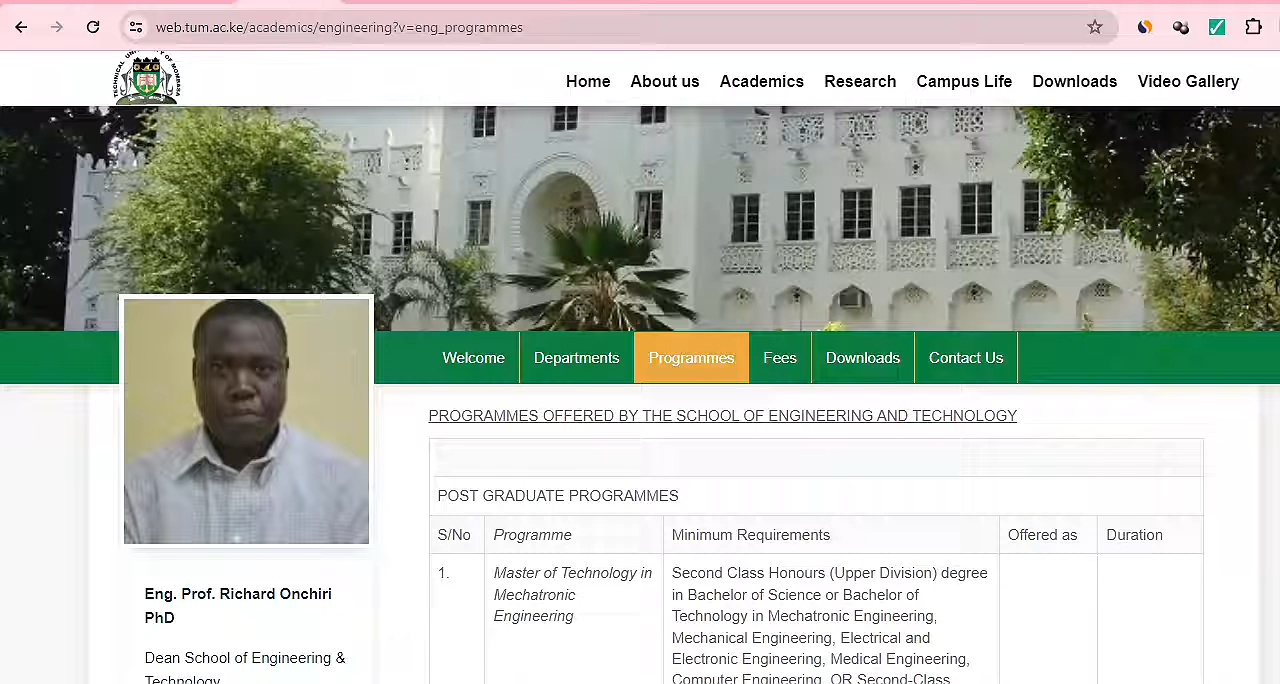 web.tum.ac.ke/academics/engineering?v=eng_programmes
TECHNICAL UNIVERSITY OF MOMBASA
Home About us Academics Research Campus Life Downloads Video Gallery
Welcome Departments Programmes Fees Downloads Contact Us
PROGRAMMES OFFERED BY THE SCHOOL OF ENGINEERING AND TECHNOLOGY
POST GRADUATE PROGRAMMES
S/No Programme Minimum Requirements Offered as Duration
1. Master of Technology in Second Class Honours (Upper Division) degree
Mechatronic in Bachelor of Science or Bachelor of
Engineering Technology in Mechatronic Engineering,
Mechanical Engineering, Electrical and
Electronic Engineering, Medical Engineering,
Computer Engineering, OR Second-Class
Eng. Prof. Richard Onchiri
PhD
Dean School of Engineering &
Technology